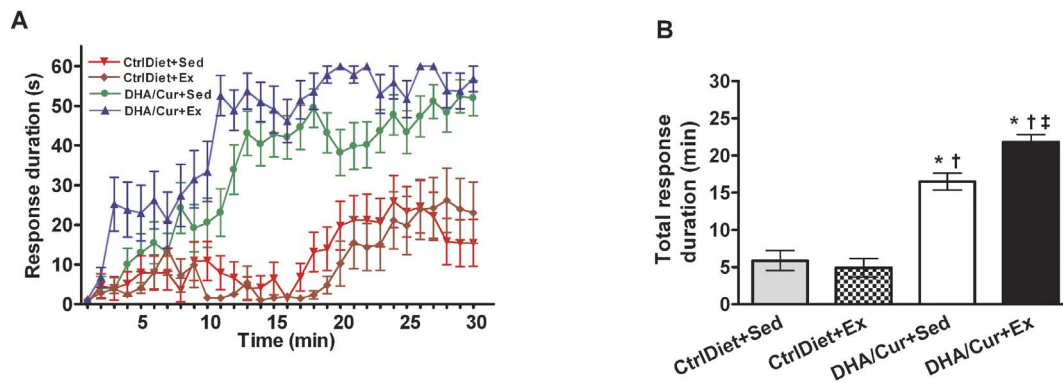 A
CtrlDiet+Sed
CtrlDiet+Ex
DHA/Cur+Sed
DHA/Cur+Ex
Response duration (s)
60
50
40
30
20
10
0
5
10
15
20
25
30
Time (min)
B
Total response
duration (min)
30
25
20
15
10
5
0
* †
* † ‡
CtrlDiet+Sed
CtrlDiet+Ex
DHA/Cur+Sed
DHA/Cur+Ex